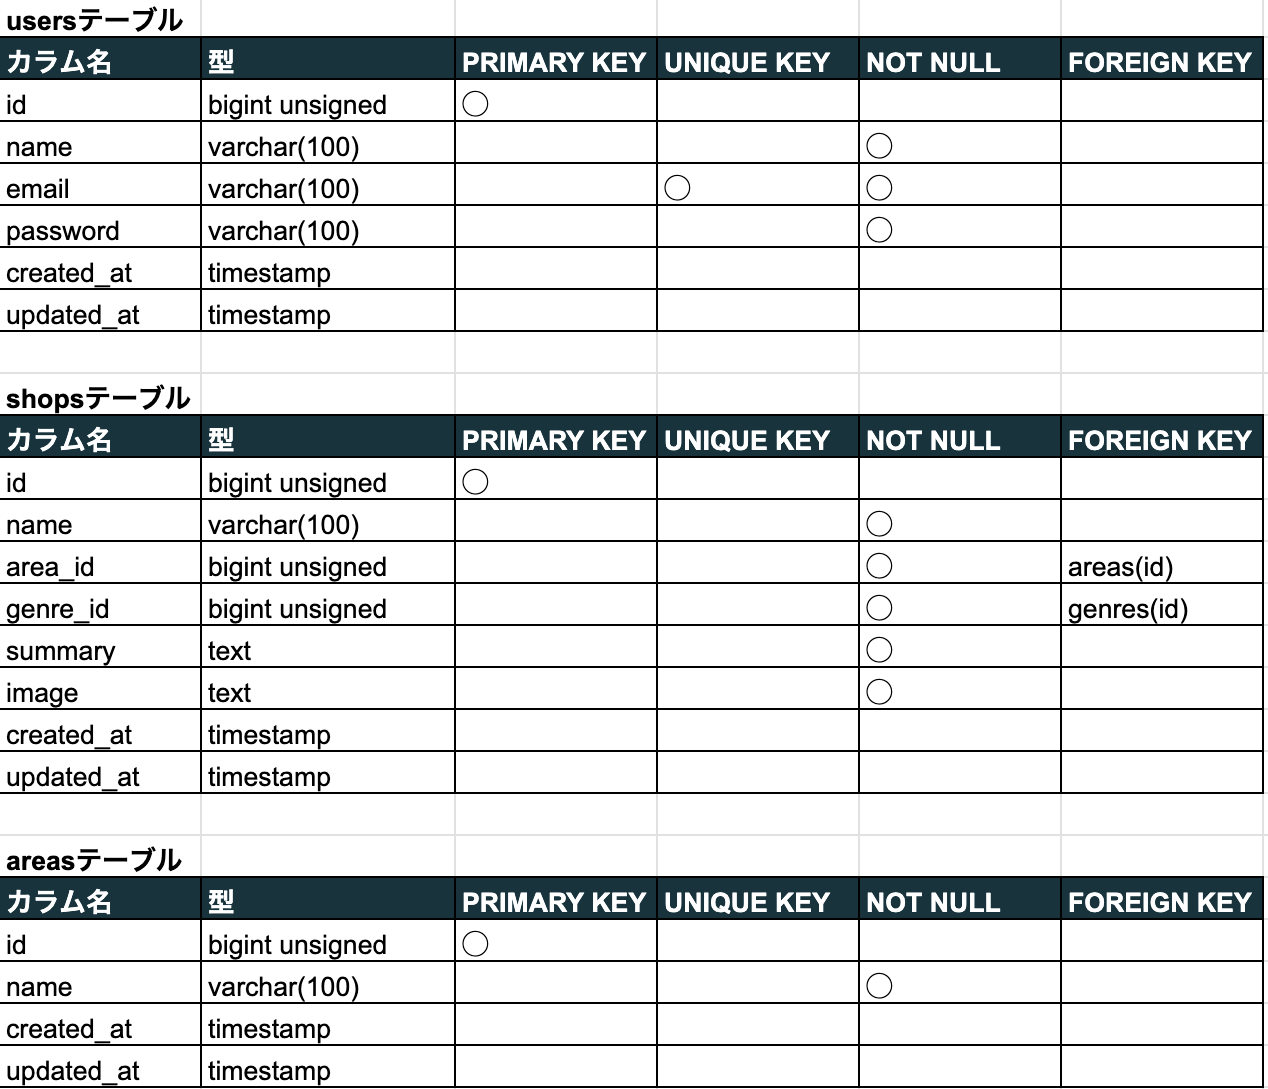 usersテーブル
カラム名 型 PRIMARY KEY UNIQUE KEY NOT NULL FOREIGN KEY
id bigint unsigned ○
name varchar(100) ○
email varchar(100) ○ ○
password varchar(100) ○
created_at timestamp
updated_at timestamp
shopsテーブル
カラム名 型 PRIMARY KEY UNIQUE KEY NOT NULL FOREIGN KEY
id bigint unsigned ○
name varchar(100) ○
area_id bigint unsigned ○ areas(id)
genre_id bigint unsigned ○ genres(id)
summary text ○
image text ○
created_at timestamp
updated_at timestamp
areasテーブル
カラム名 型 PRIMARY KEY UNIQUE KEY NOT NULL FOREIGN KEY
id bigint unsigned ○
name varchar(100) ○
created_at timestamp
updated_at timestamp